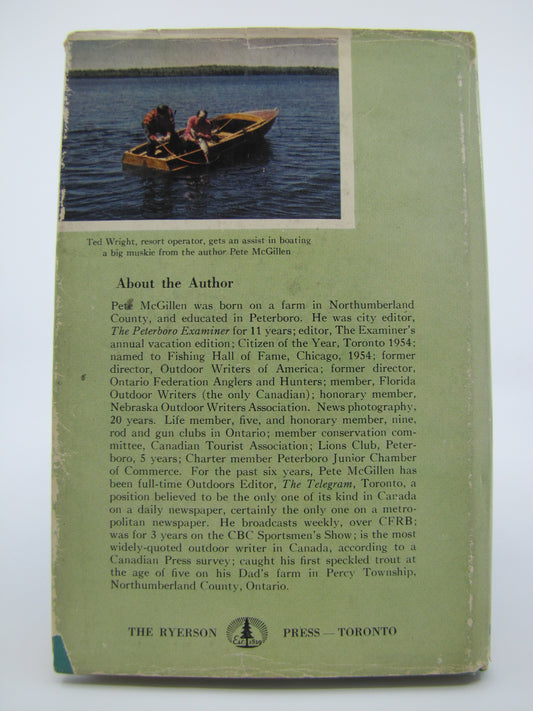 Ted Wright, resort operator, gets an assist in boating
a big muskie from the author Pete McGillen
About the Author
Pete McGillen was born on a farm in Northumberland
County, and educated in Peterboro. He was city editor,
The Peterboro Examiner for 11 years; editor, The Examiner's
annual vacation edition; Citizen of the Year, Toronto 1954;
named to Fishing Hall of Fame, Chicago, 1954; former
director, Outdoor Writers of America; former director,
Ontario Federation Anglers and Hunters; member, Florida
Outdoor Writers (the only Canadian); honorary member,
Nebraska Outdoor Writers Association. News photography,
20 years. Life member, five, and honorary member, nine,
rod and gun clubs in Ontario; member conservation com-
mittee, Canadian Tourist Association; Lions Club, Peter-
boro, 5 years; Charter member Peterboro Junior Chamber
of Commerce. For the past six years, Pete McGillen has
been full-time Outdoors Editor, The Telegram, Toronto, a
position believed to be the only one of its kind in Canada
on a daily newspaper, certainly the only one on a metro-
politan newspaper. He broadcasts weekly, over CFRB;
was for 3 years on the CBC Sportsmen's Show; is the most
widely-quoted outdoor writer in Canada, according to a
Canadian Press survey; caught his first speckled trout at
the age of five on his Dad's farm in Percy Township,
Northumberland County, Ontario.
THE RYERSON PRESS — TORONTO
Est. 1829